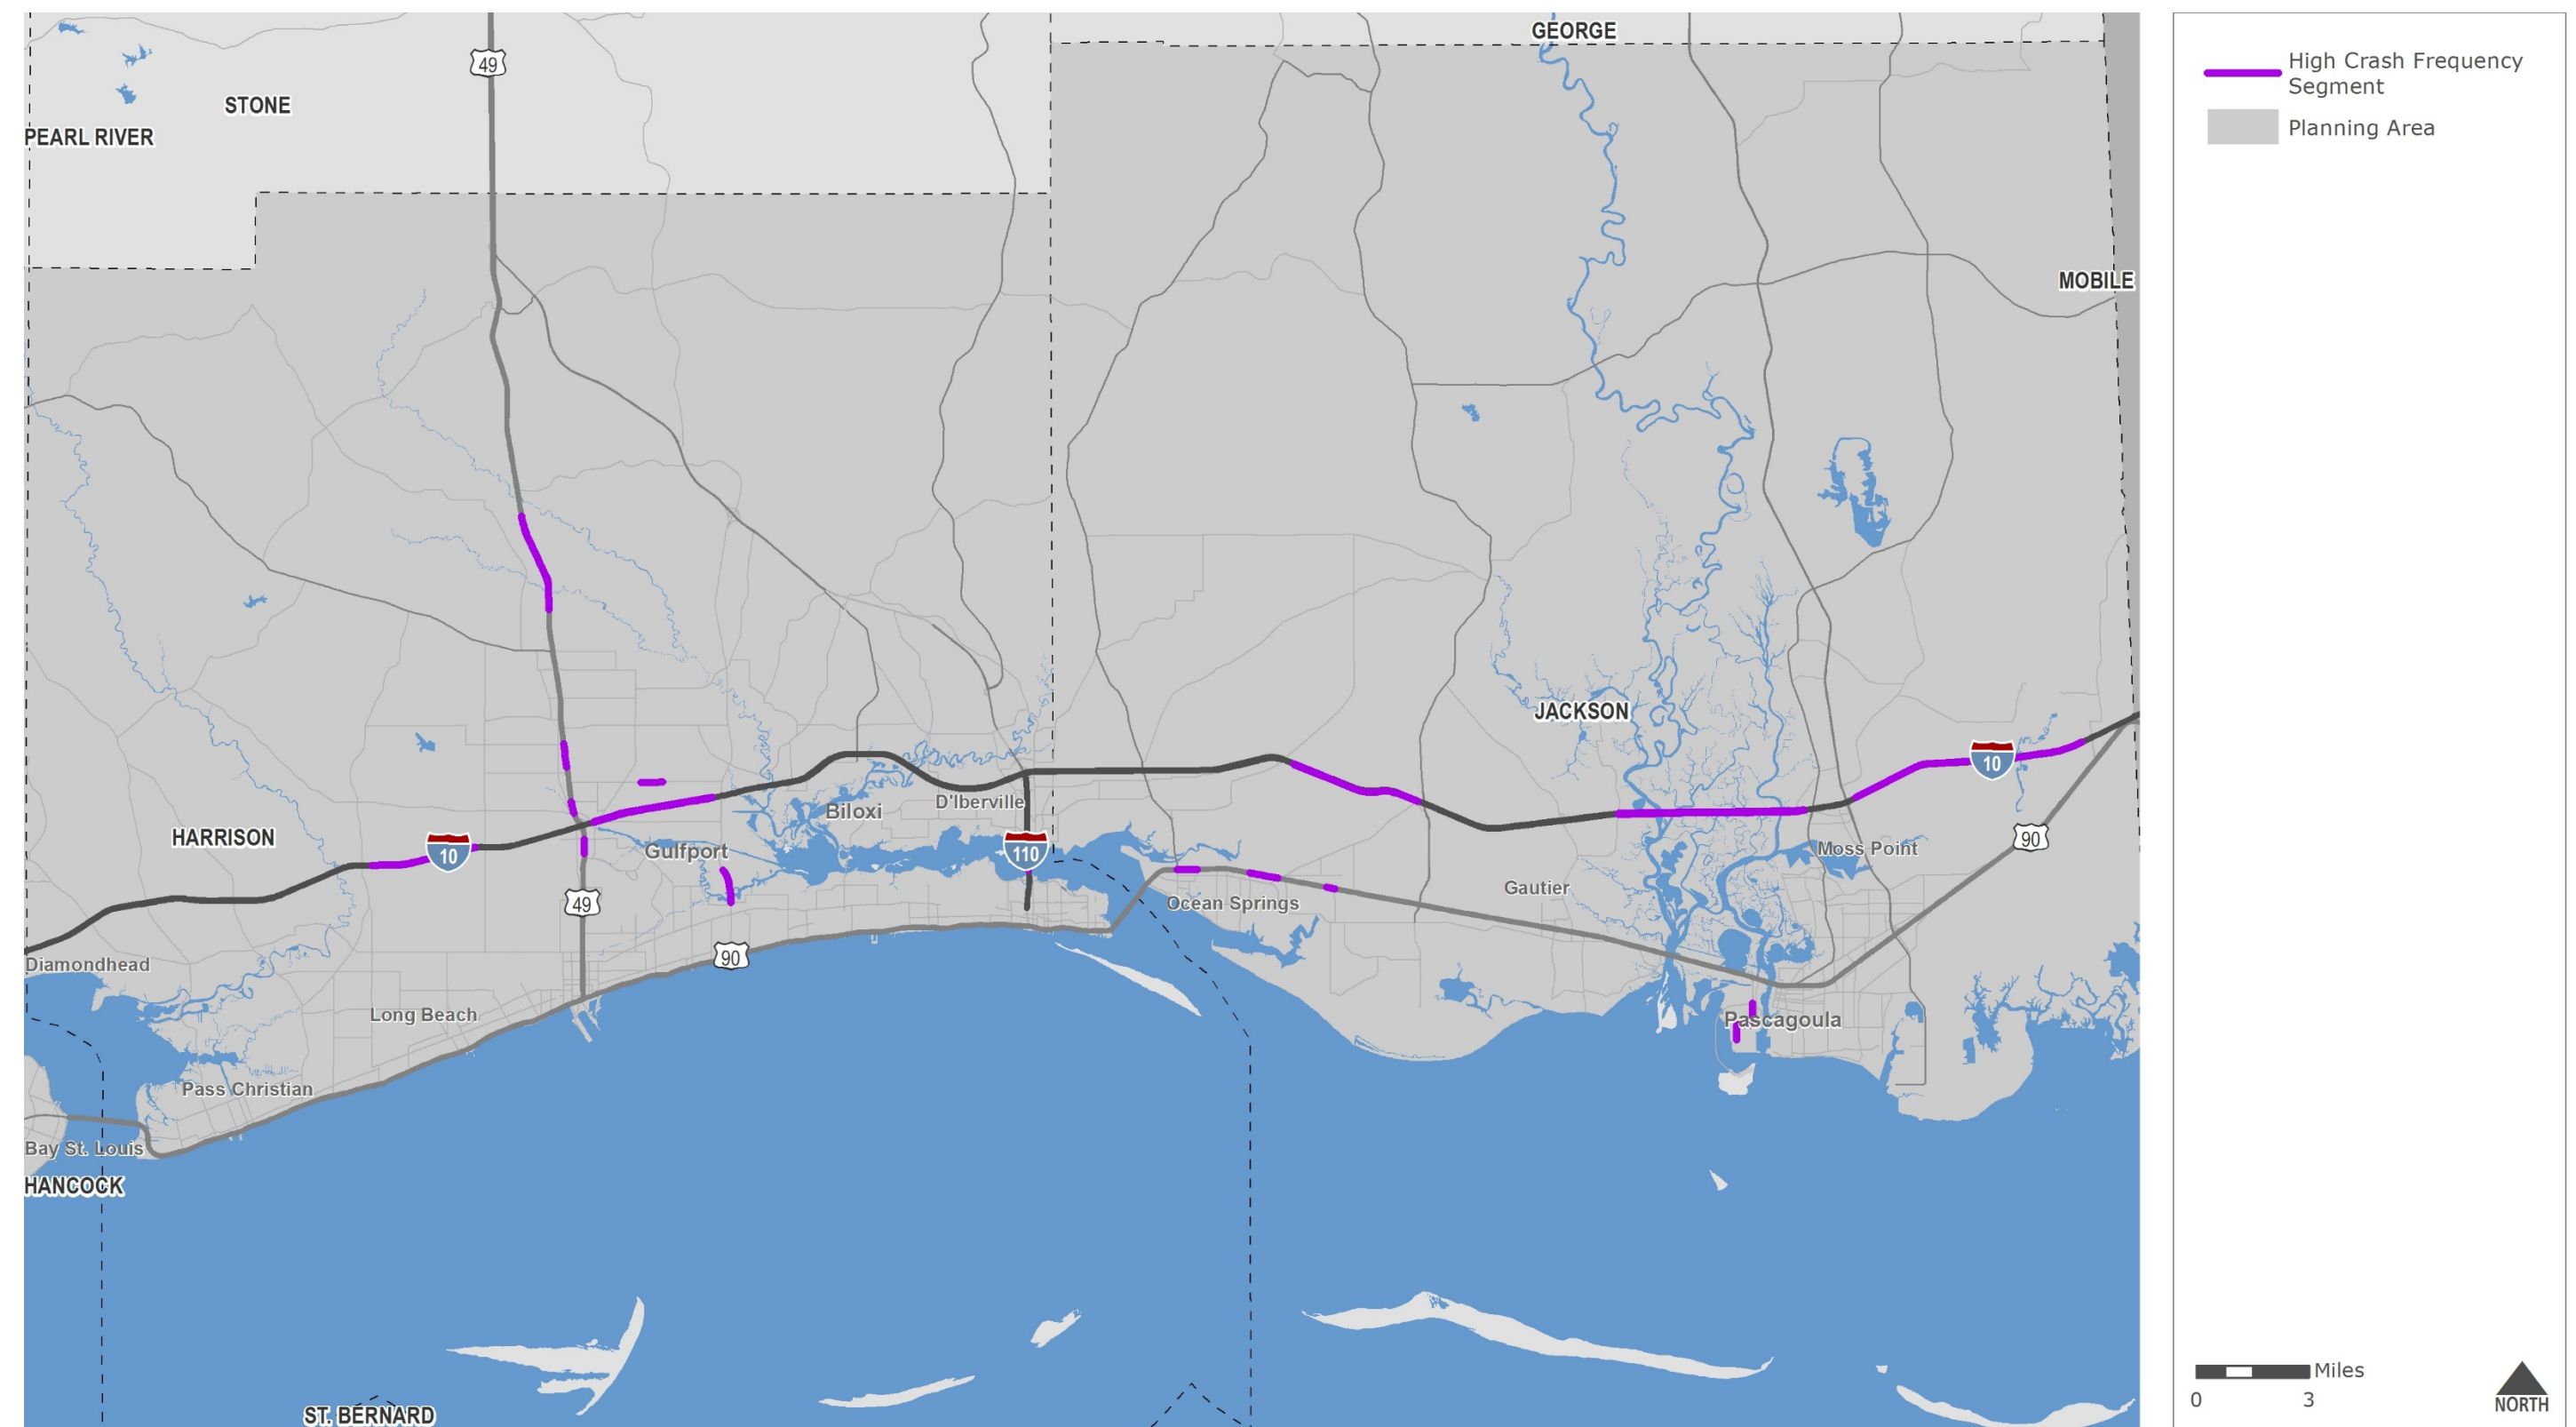 GEORGE
49
STONE
PEARL RIVER
MOBILE
JACKSON
10
D'Iberville
Biloxi
HARRISON
10
Gulfport
110
90
Moss Point
49
Gautier
Ocean Springs
90
Diamondhead
Long Beach
Pascagoula
Pass Christian
Bay St. Louis
HANCOCK
ST. BERNARD
High Crash Frequency
Segment
Planning Area
Miles
0 3
NORTH